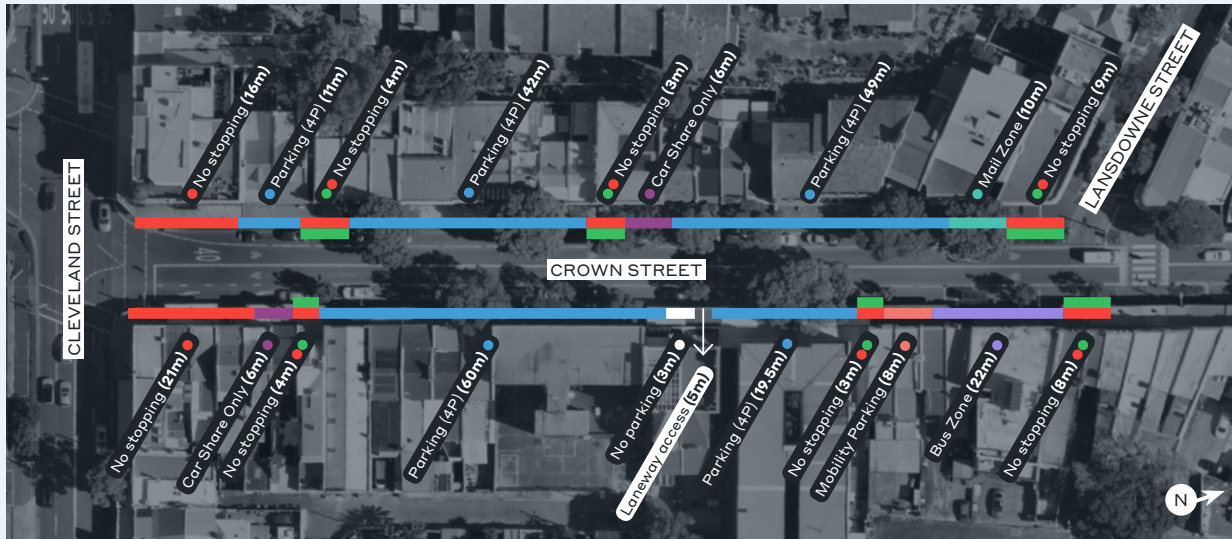 No stopping (16m)
Parking (4P) (11m)
No stopping (4m)
Parking (42m)
No stopping (3m)
Car Share Only (6m)
Parking (4P) (49m)
Mail Zone (10m)
No stopping (9m)
LANSDOWNE STREET
CLEVELAND STREET
CROWN STREET
No stopping (21m)
Car Share Only (6m)
No stopping (4m)
Parking (4P) (60m)
No parking (3m)
Laneway access (5m)
Parking (4P) (19.5m)
No stopping (3m)
Mobility Parking (8m)
Bus Zone (22m)
No stopping (8m)
N